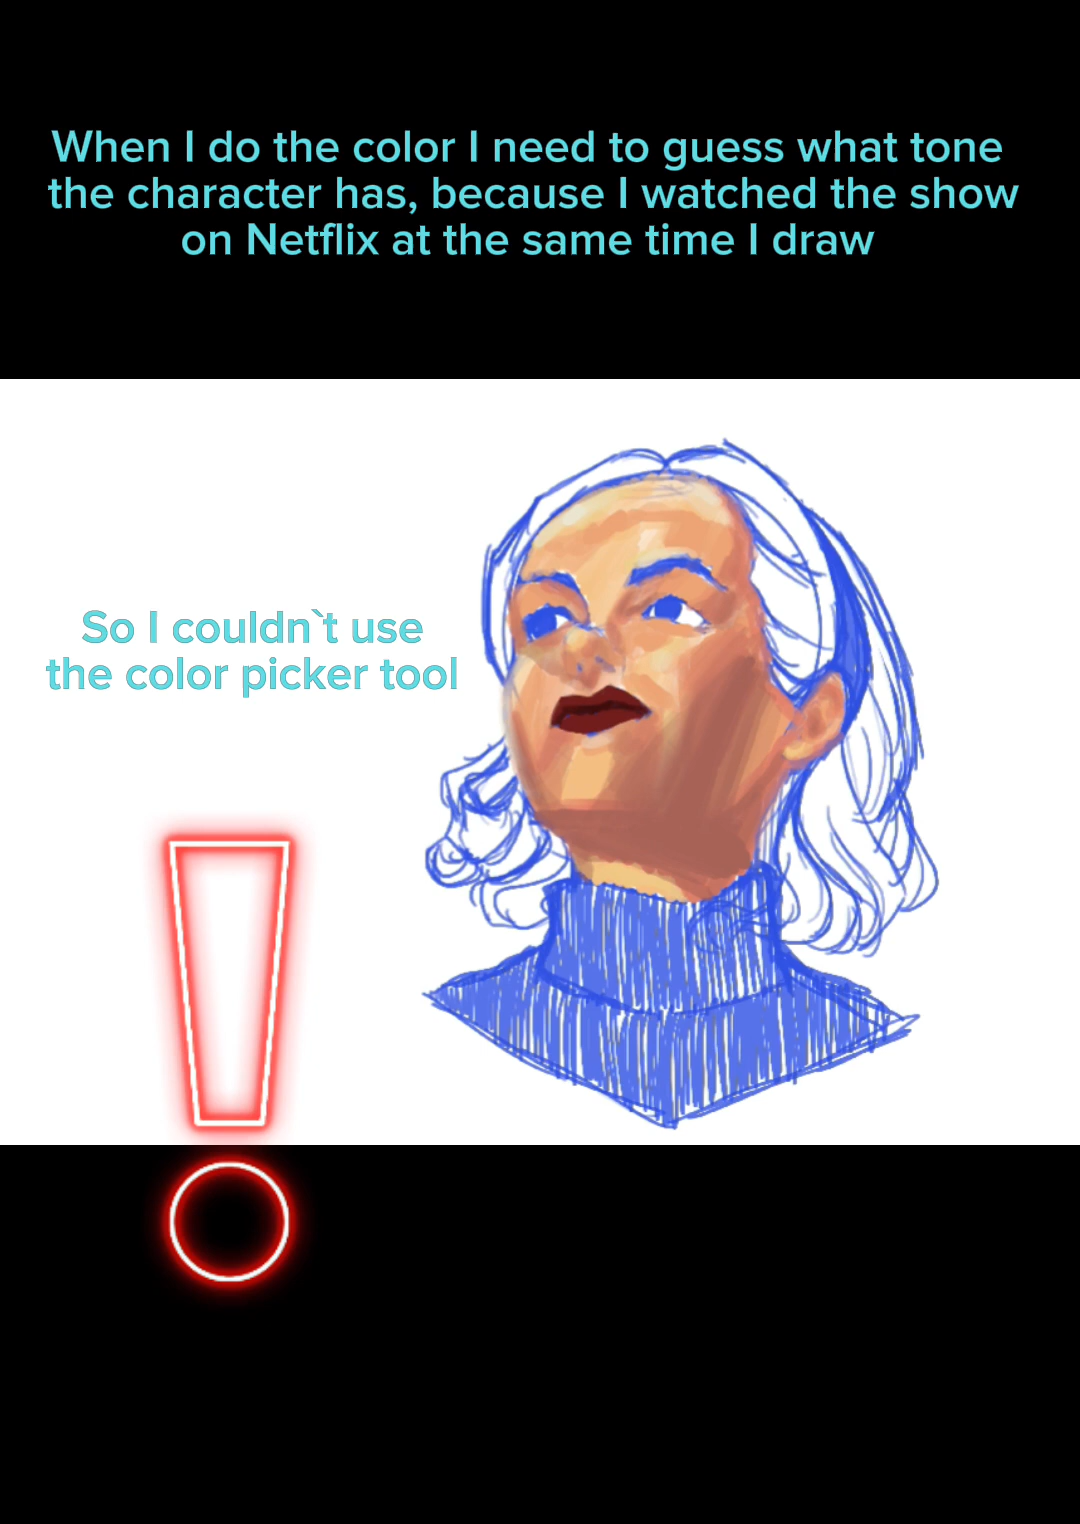 When I do the color I need to guess what tone
the character has, because I watched the show
on Netflix at the same time I draw
So I couldn`t use
the color picker tool